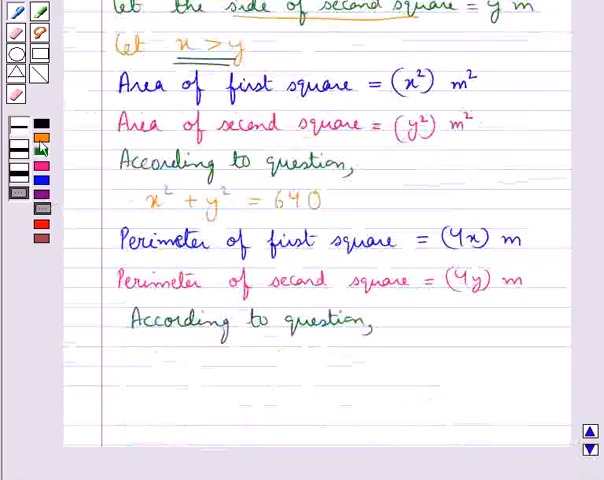 Let the side of second square = y m
Let x > y
Area of first square = (x²) m²
Area of second square = (y²) m²
According to question,
x² + y² = 640
Perimeter of first square = (4x) m
Perimeter of second square = (4y) m
According to question,